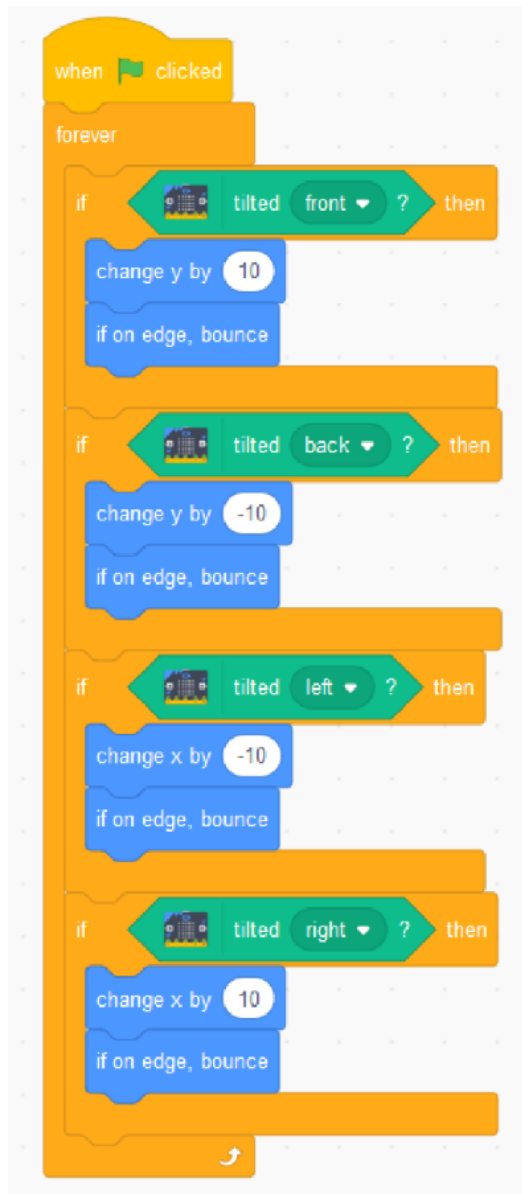 when clicked
forever
if tilted front ? then
change y by 10
if on edge, bounce
if tilted back ? then
change y by -10
if on edge, bounce
if tilted left ? then
change x by -10
if on edge, bounce
if tilted right ? then
change x by 10
if on edge, bounce